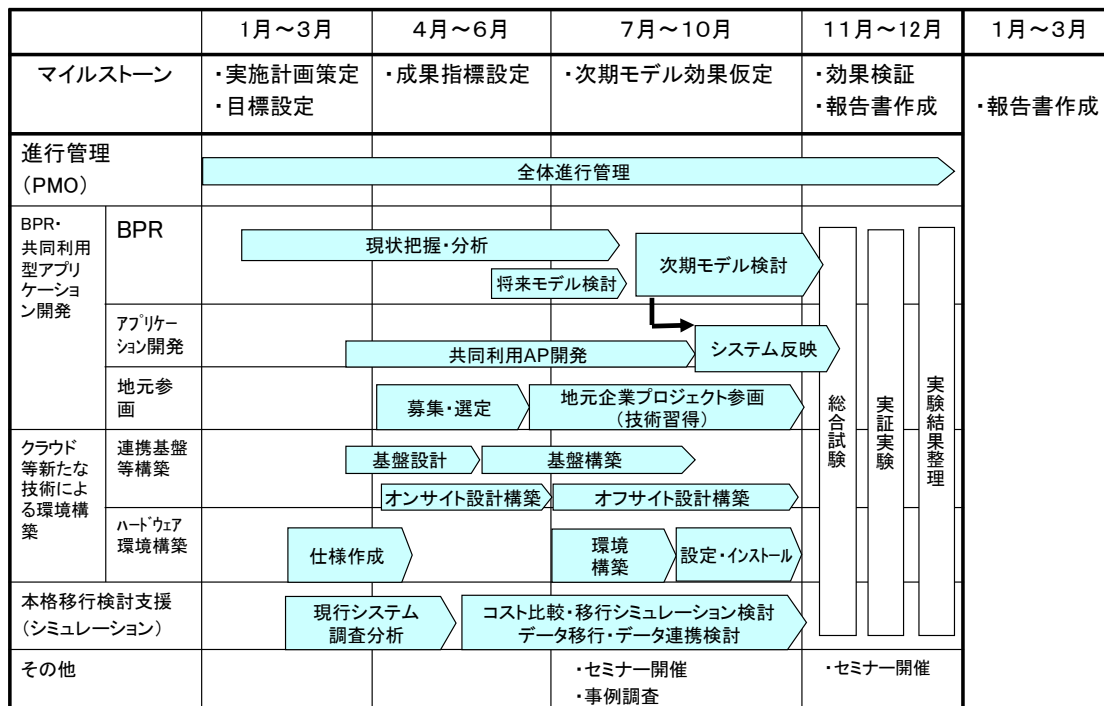 1月～3月
4月～6月
7月～10月
11月～12月
1月～3月
マイルストーン
・実施計画策定
・目標設定
・成果指標設定
・次期モデル効果仮定
・効果検証
・報告書作成
・報告書作成
進行管理
（PMO）
全体進行管理
BPR・
共同利用
型アプリ
ケーショ
ン開発
BPR
現状把握・分析
将来モデル検討
次期モデル検討
ｱﾌﾟﾘｹｰ
ｼｮﾝ開発
共同利用AP開発
システム反映
地元参
画
募集・選定
地元企業プロジェクト参画
（技術習得）
クラウド
等新たな
技術によ
る環境構
築
連携基盤
等構築
基盤設計
基盤構築
オンサイト設計構築
オフサイト設計構築
ﾊｰﾄﾞｳｪｱ
環境構築
仕様作成
環境
構築
設定・ｲﾝｽﾄｰﾙ
総合試験
実証実験
実験結果整理
本格移行検討支援
（シミュレーション）
現行システム
調査分析
コスト比較・移行シミュレーション検討
データ移行・データ連携検討
その他
・セミナー開催
・事例調査
・セミナー開催